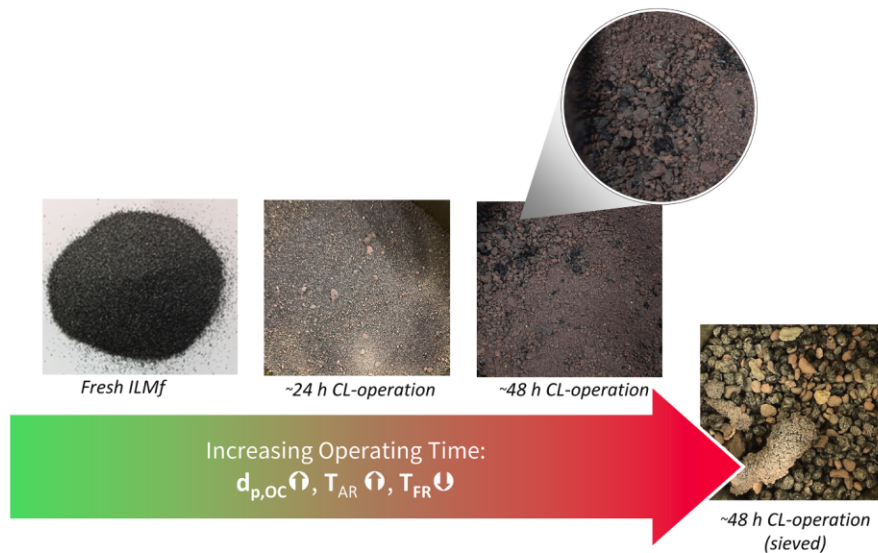 Fresh ILMf
~24 h CL-operation
~48 h CL-operation
Increasing Operating Time:
dp,OC⬆, TAR⬆, TFR⬇
~48 h CL-operation
(sieved)